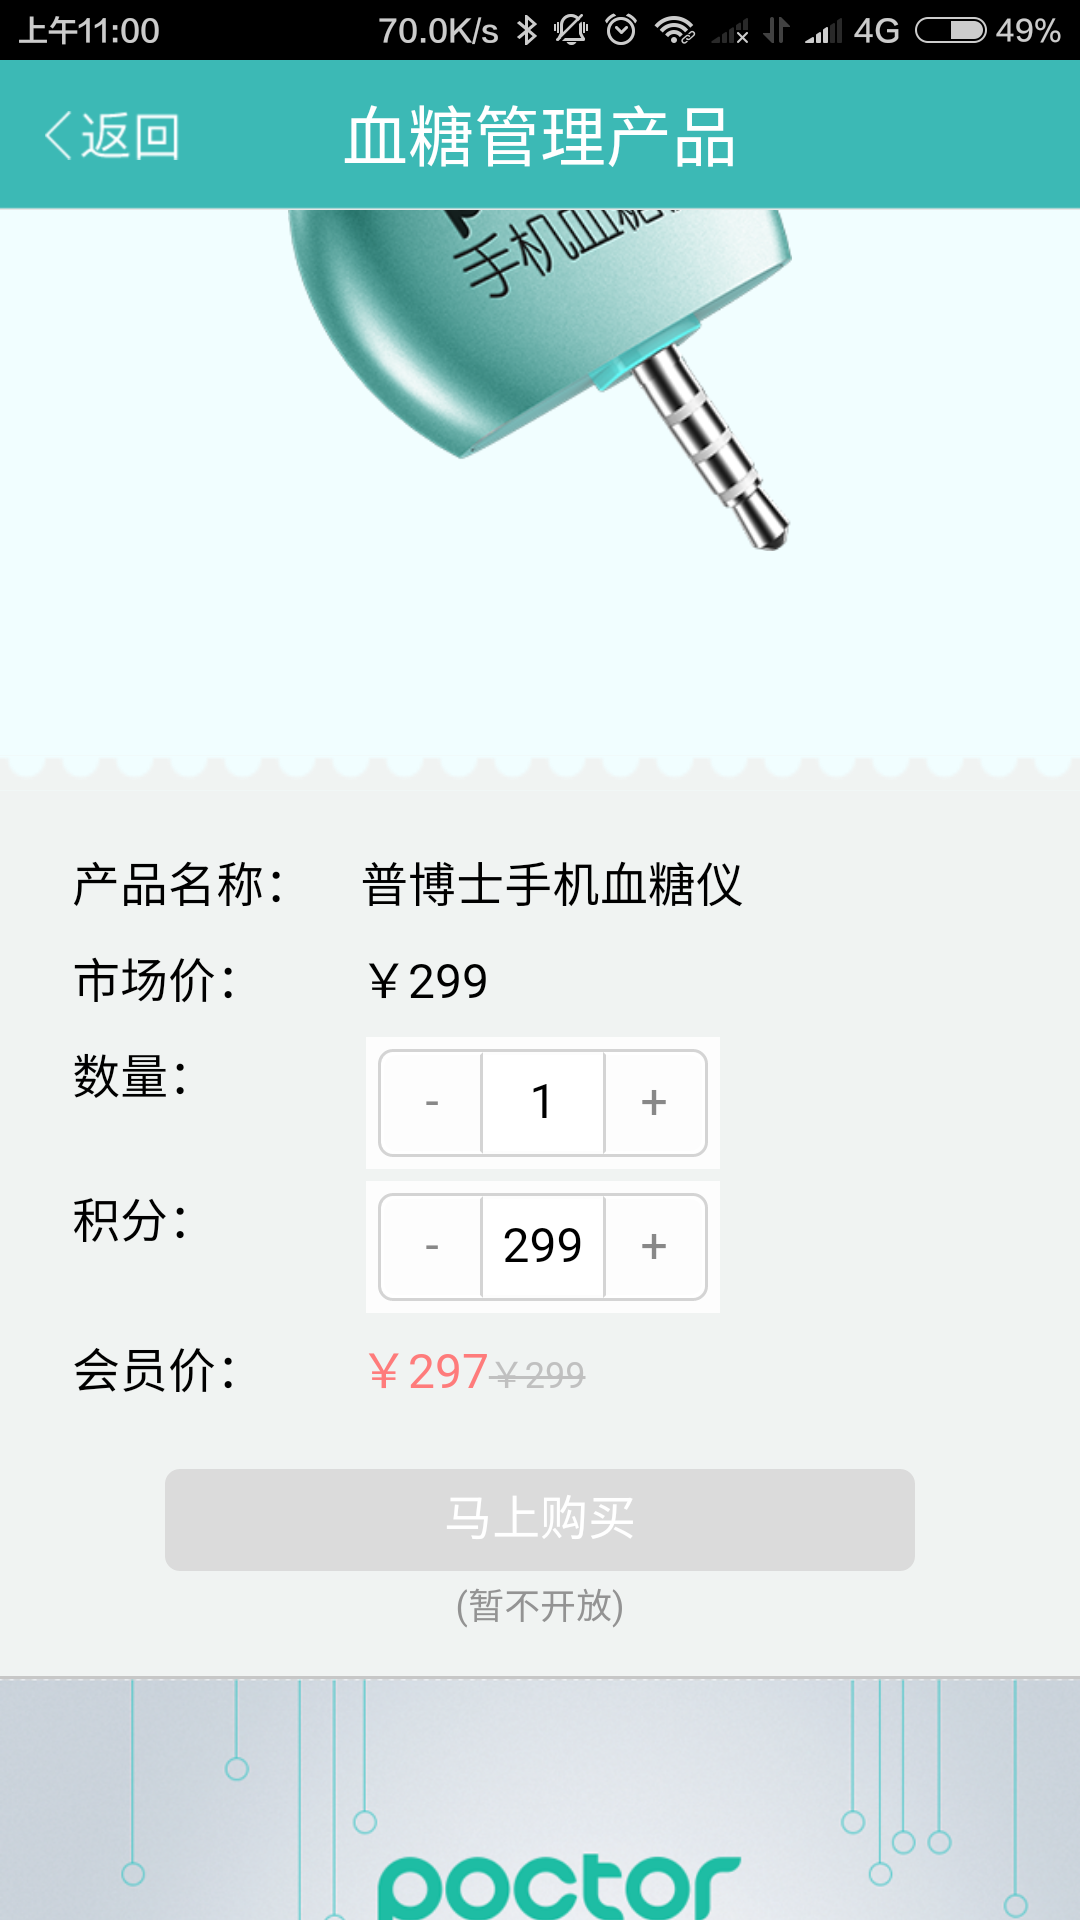 上午11:00 70.0K/s 4G 49%
返回 血糖管理产品
手机血糖
产品名称： 普博士手机血糖仪
市场价： ￥299
数量： - 1 +
积分： - 299 +
会员价： ￥297￥299
马上购买
(暂不开放)
poctor